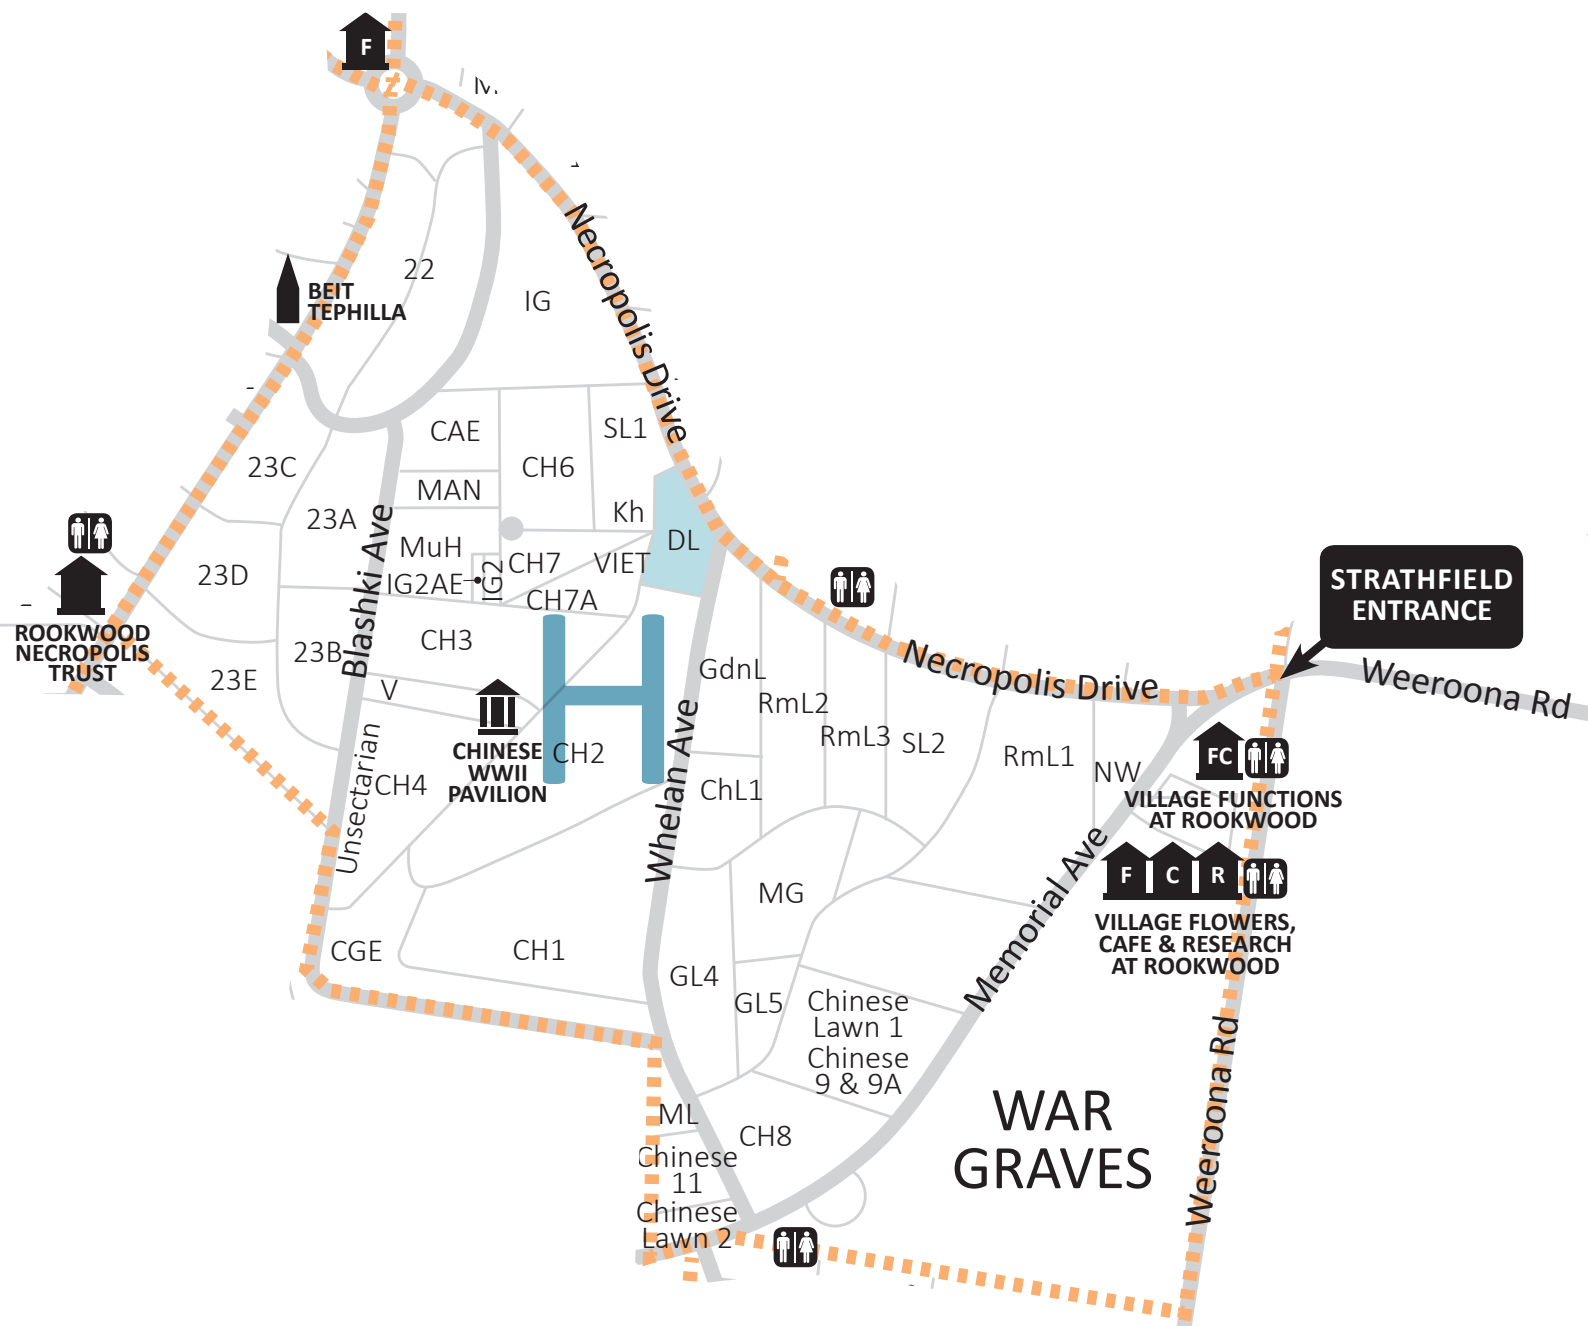 F
22
BEIT
TEPHILLA
IG
Necropolis Drive
CAE
SL1
23C
CH6
MAN
Kh
23A
Blashki Ave
DL
MuH
CH7
VIET
23D
IG2AE
IG2
CH7A
STRATHFIELD
ENTRANCE
ROOKWOOD
NECROPOLIS
TRUST
CH3
23B
23E
V
H
GdnL
RmL2
Necropolis Drive
Weeroona Rd
RmL3
SL2
RmL1
NW
CHINESE
WWII
PAVILION
CH2
CH4
Unsectarian
Whelan Ave
ChL1
FC
VILLAGE FUNCTIONS
AT ROOKWOOD
F
C
R
VILLAGE FLOWERS,
CAFE & RESEARCH
AT ROOKWOOD
MG
Memorial Ave
CGE
CH1
GL4
GL5
Chinese
Lawn 1
Chinese
9 & 9A
Weeroona Rd
ML
CH8
WAR
GRAVES
Chinese
11
Chinese
Lawn 2